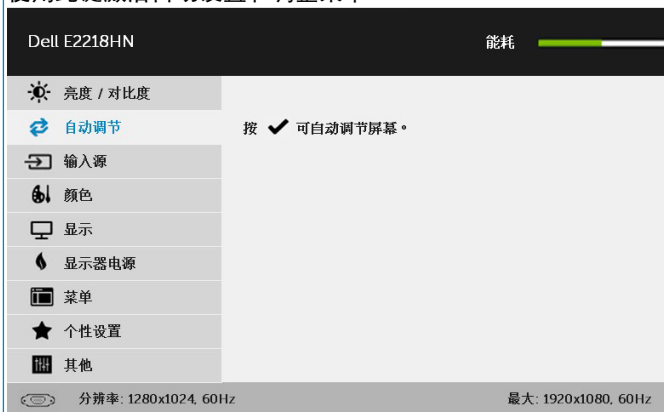 Dell E2218HN
能耗
亮度 / 对比度
自动调节
按 ✔ 可自动调节屏幕。
输入源
颜色
显示
显示器电源
菜单
个性设置
其他
分辨率: 1280x1024, 60Hz
最大: 1920x1080, 60Hz